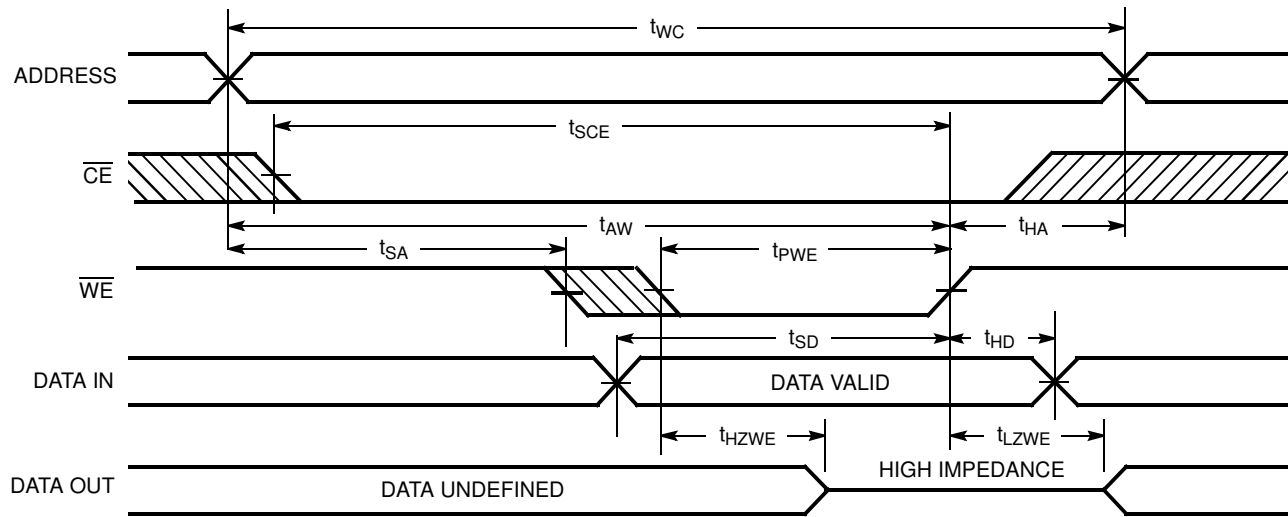 tWC
ADDRESS
tSCE
CE
tAW
tHA
tSA
tPWE
WE
tSD
tHD
DATA IN
DATA VALID
tHZWE
tLZWE
HIGH IMPEDANCE
DATA OUT
DATA UNDEFINED